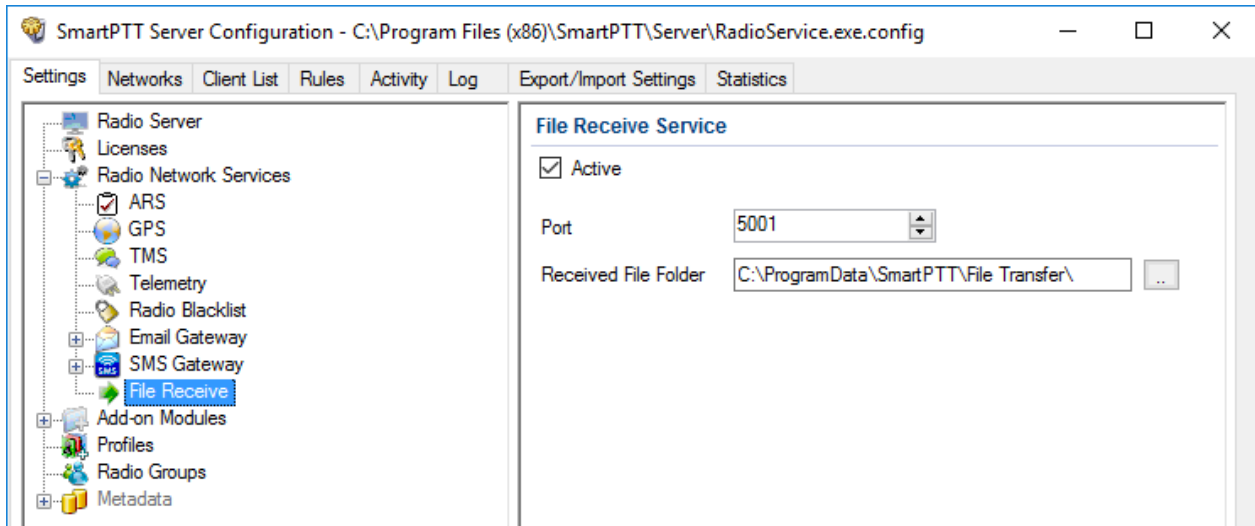 SmartPTT Server Configuration - C:\Program Files (x86)\SmartPTT\Server\RadioService.exe.config
Settings Networks Client List Rules Activity Log Export/Import Settings Statistics
Radio Server
Licenses
Radio Network Services
ARS
GPS
TMS
Telemetry
Radio Blacklist
Email Gateway
SMS Gateway
File Receive
Add-on Modules
Profiles
Radio Groups
Metadata
File Receive Service
Active
Port 5001
Received File Folder C:\ProgramData\SmartPTT\File Transfer\ ..